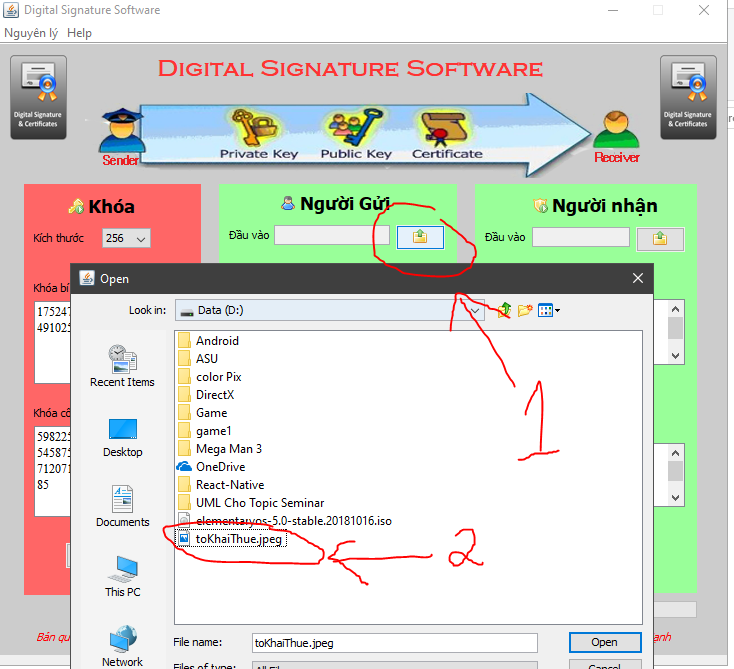 Digital Signature Software
Nguyên lý Help
DIGITAL SIGNATURE SOFTWARE
Digital Signature
& Certificates
Digital Signature
& Certificates
Private Key Public Key Certificate
Sender
Receiver
Khóa
Kích thước 256
Người Gửi
Đầu vào
Người nhận
Đầu vào
Khóa bí
175247
491025
Khóa cô
598225
545875
712071
85
Open
Look in: Data (D:)
Recent Items
Desktop
Documents
This PC
Network
Android
ASU
color Pix
DirectX
Game
game1
Mega Man 3
OneDrive
React-Native
UML Cho Topic Seminar
elementaryos-5.0-stable.20181016.iso
toKhaiThue.jpeg
1
2
File name: toKhaiThue.jpeg Open
Files of type: Cancel
Bản qu
ạnh